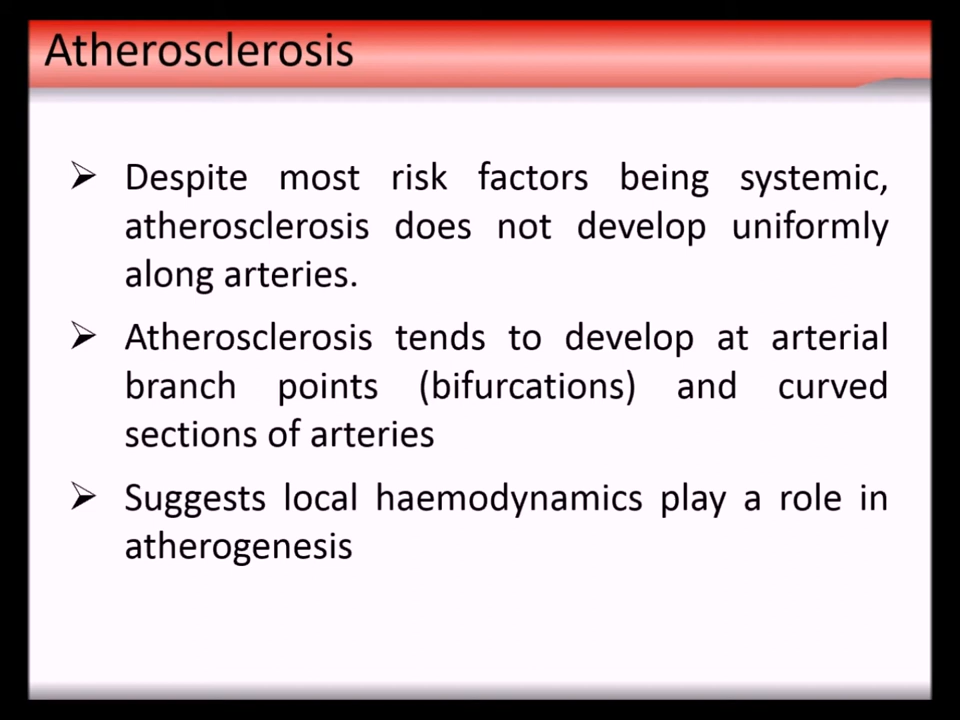 Atherosclerosis
Despite most risk factors being systemic,
atherosclerosis does not develop uniformly
along arteries.
Atherosclerosis tends to develop at arterial
branch points (bifurcations) and curved
sections of arteries
Suggests local haemodynamics play a role in
atherogenesis